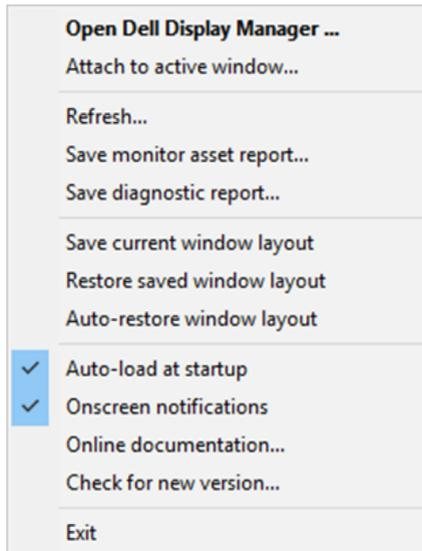 Open Dell Display Manager ...
Attach to active window...
Refresh...
Save monitor asset report...
Save diagnostic report...
Save current window layout
Restore saved window layout
Auto-restore window layout
Auto-load at startup
Onscreen notifications
Online documentation...
Check for new version...
Exit